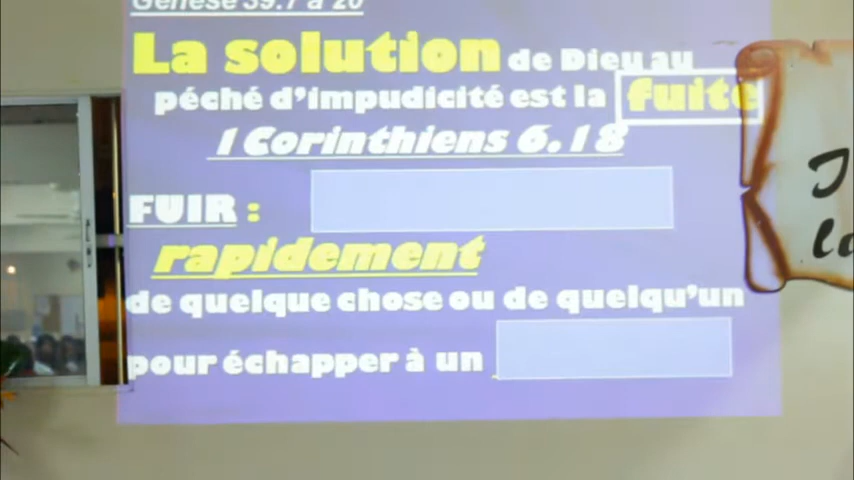 Genèse 39.7 à 20
La solution de Dieu au
péché d'impudicité est la fuite
1 Corinthiens 6.18
FUIR :
rapidement
de quelque chose ou de quelqu'un
pour échapper à un